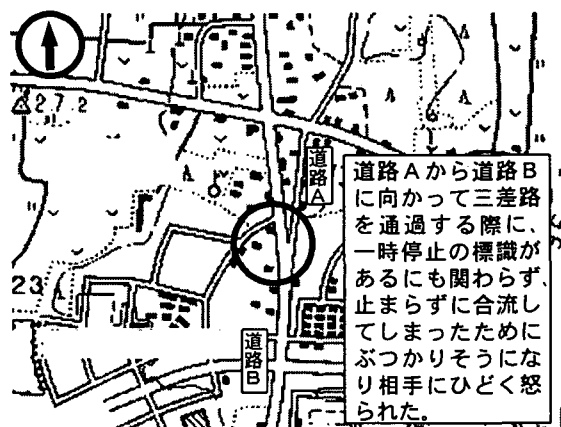 27.2
道路A
道路Aから道路B
に向かって三差路
を通過する際に、
一時停止の標識が
あるにも関わらず、
止まらずに合流し
てしまったために
ぶつかりそうにな
り相手にひどく怒
られた。
23
道路B